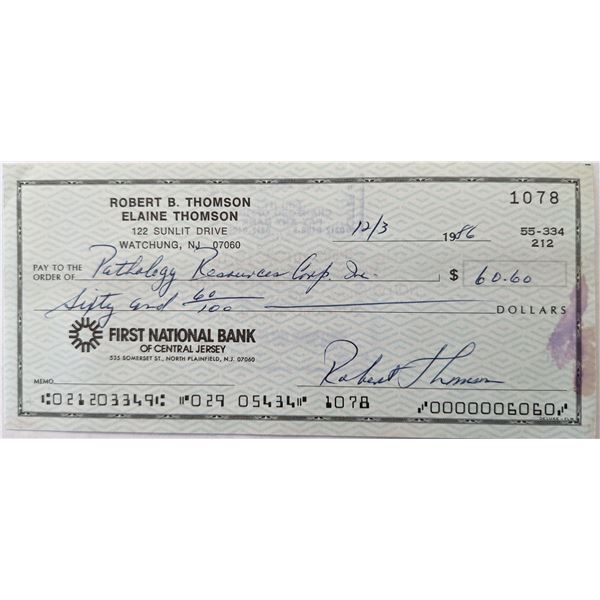 ROBERT B. THOMSON 1078
ELAINE THOMSON
122 SUNLIT DRIVE 12/3 1986 55-334
WATCHUNG, NJ 07060 212
PAY TO THE
ORDER OF Pathology Resources Corp. Inc. $ 60.60
Sixty and 60/100 DOLLARS
FIRST NATIONAL BANK
OF CENTRAL JERSEY
535 SOMERSET ST., NORTH PLAINFIELD, N.J. 07060
Robert Thomson
MEMO
⑆021203349⑆ ⑈029 05434⑈ 1078 ⑇0000006060⑇